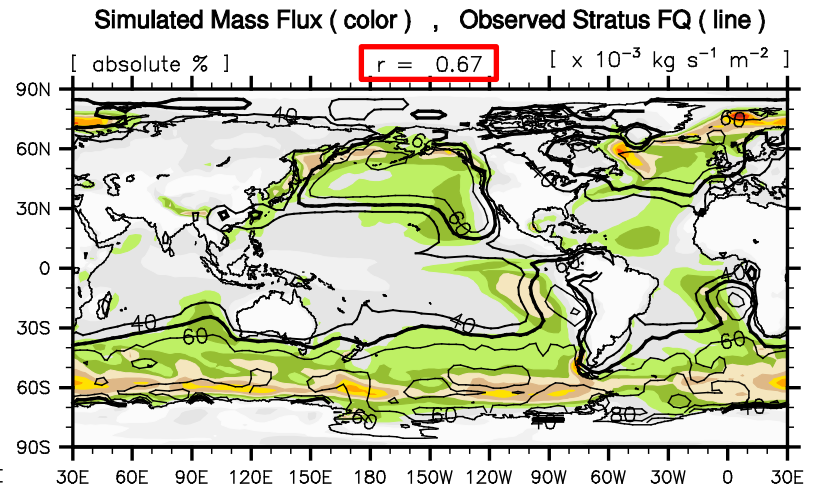 Simulated Mass Flux ( color ) , Observed Stratus FQ ( line )
[ absolute % ] r = 0.67 [ x 10⁻³ kg s⁻¹ m⁻² ]
90N
60N
30N
0
30S
60S
90S
40
60
60
40
60
40
60
40
60
60
80
40
30E 60E 90E 120E 150E 180 150W 120W 90W 60W 30W 0 30E